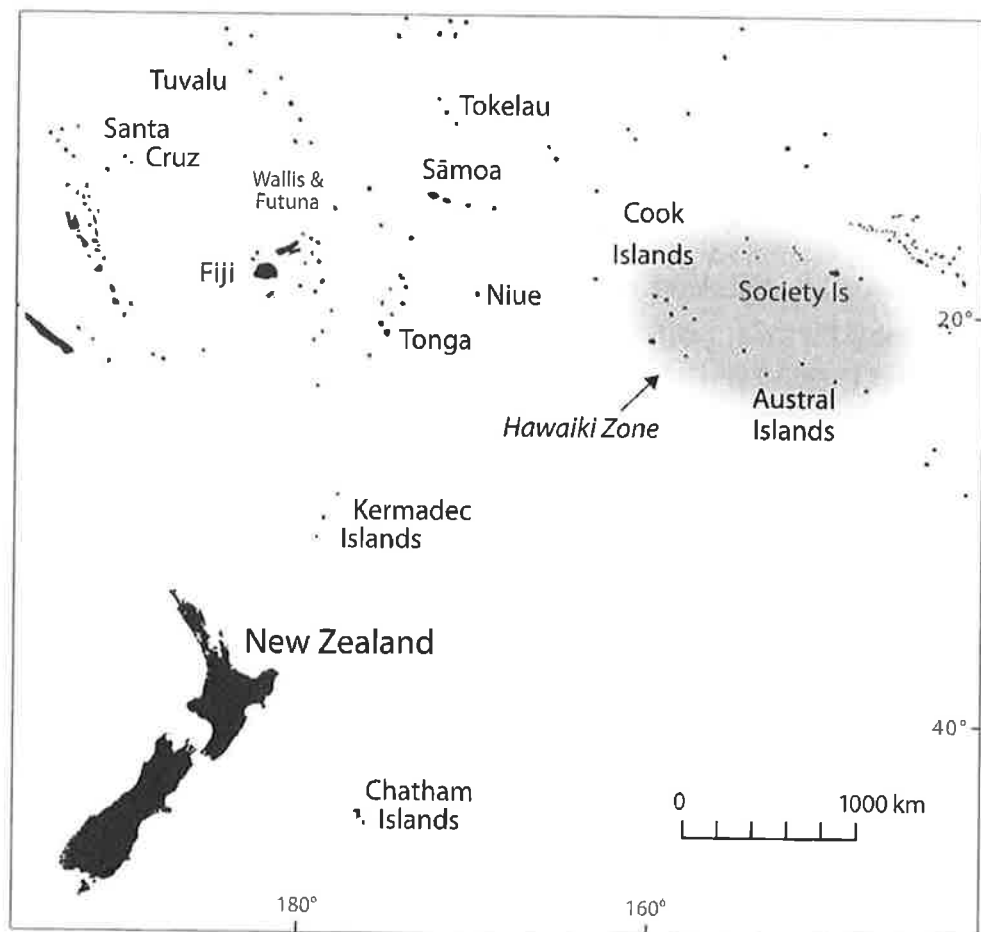 Tuvalu
Tokelau
Santa
Cruz
Sāmoa
Wallis &
Futuna
Cook
Islands
Fiji
Niue
Society Is
Tonga
20°
Hawaiki Zone
Austral
Islands
Kermadec
Islands
New Zealand
40°
Chatham
Islands
0 1000 km
180°
160°